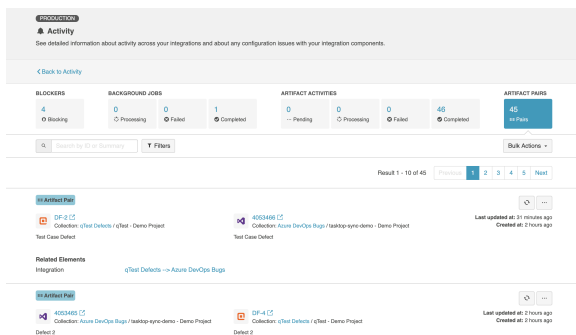 PRODUCTION
Activity
See detailed information about activity across your integrations and about any configuration issues with your integration components.
Back to Activity
BLOCKERS BACKGROUND JOBS ARTIFACT ACTIVITIES ARTIFACT PAIRS
4 0 0 1 0 0 0 46 45
Blocking Processing Failed Completed Pending Processing Failed Completed Pairs
Search by ID or Summary Filters Bulk Actions
Result 1 - 10 of 45 Previous 1 2 3 4 5 Next
Artifact Pair
DF-2 4053466 Last updated at: 31 minutes ago
Collection: qTest Defects / qTest - Demo Project Collection: Azure DevOps Bugs / tasktop-sync-demo - Demo Project Created at: 2 hours ago
Test Case Defect Test Case Defect
Related Elements
Integration qTest Defects --> Azure DevOps Bugs
Artifact Pair
4053465 DF-4 Last updated at: 2 hours ago
Collection: Azure DevOps Bugs / tasktop-sync-demo - Demo Project Collection: qTest Defects / qTest - Demo Project Created at: 2 hours ago
Defect 2 Defect 2